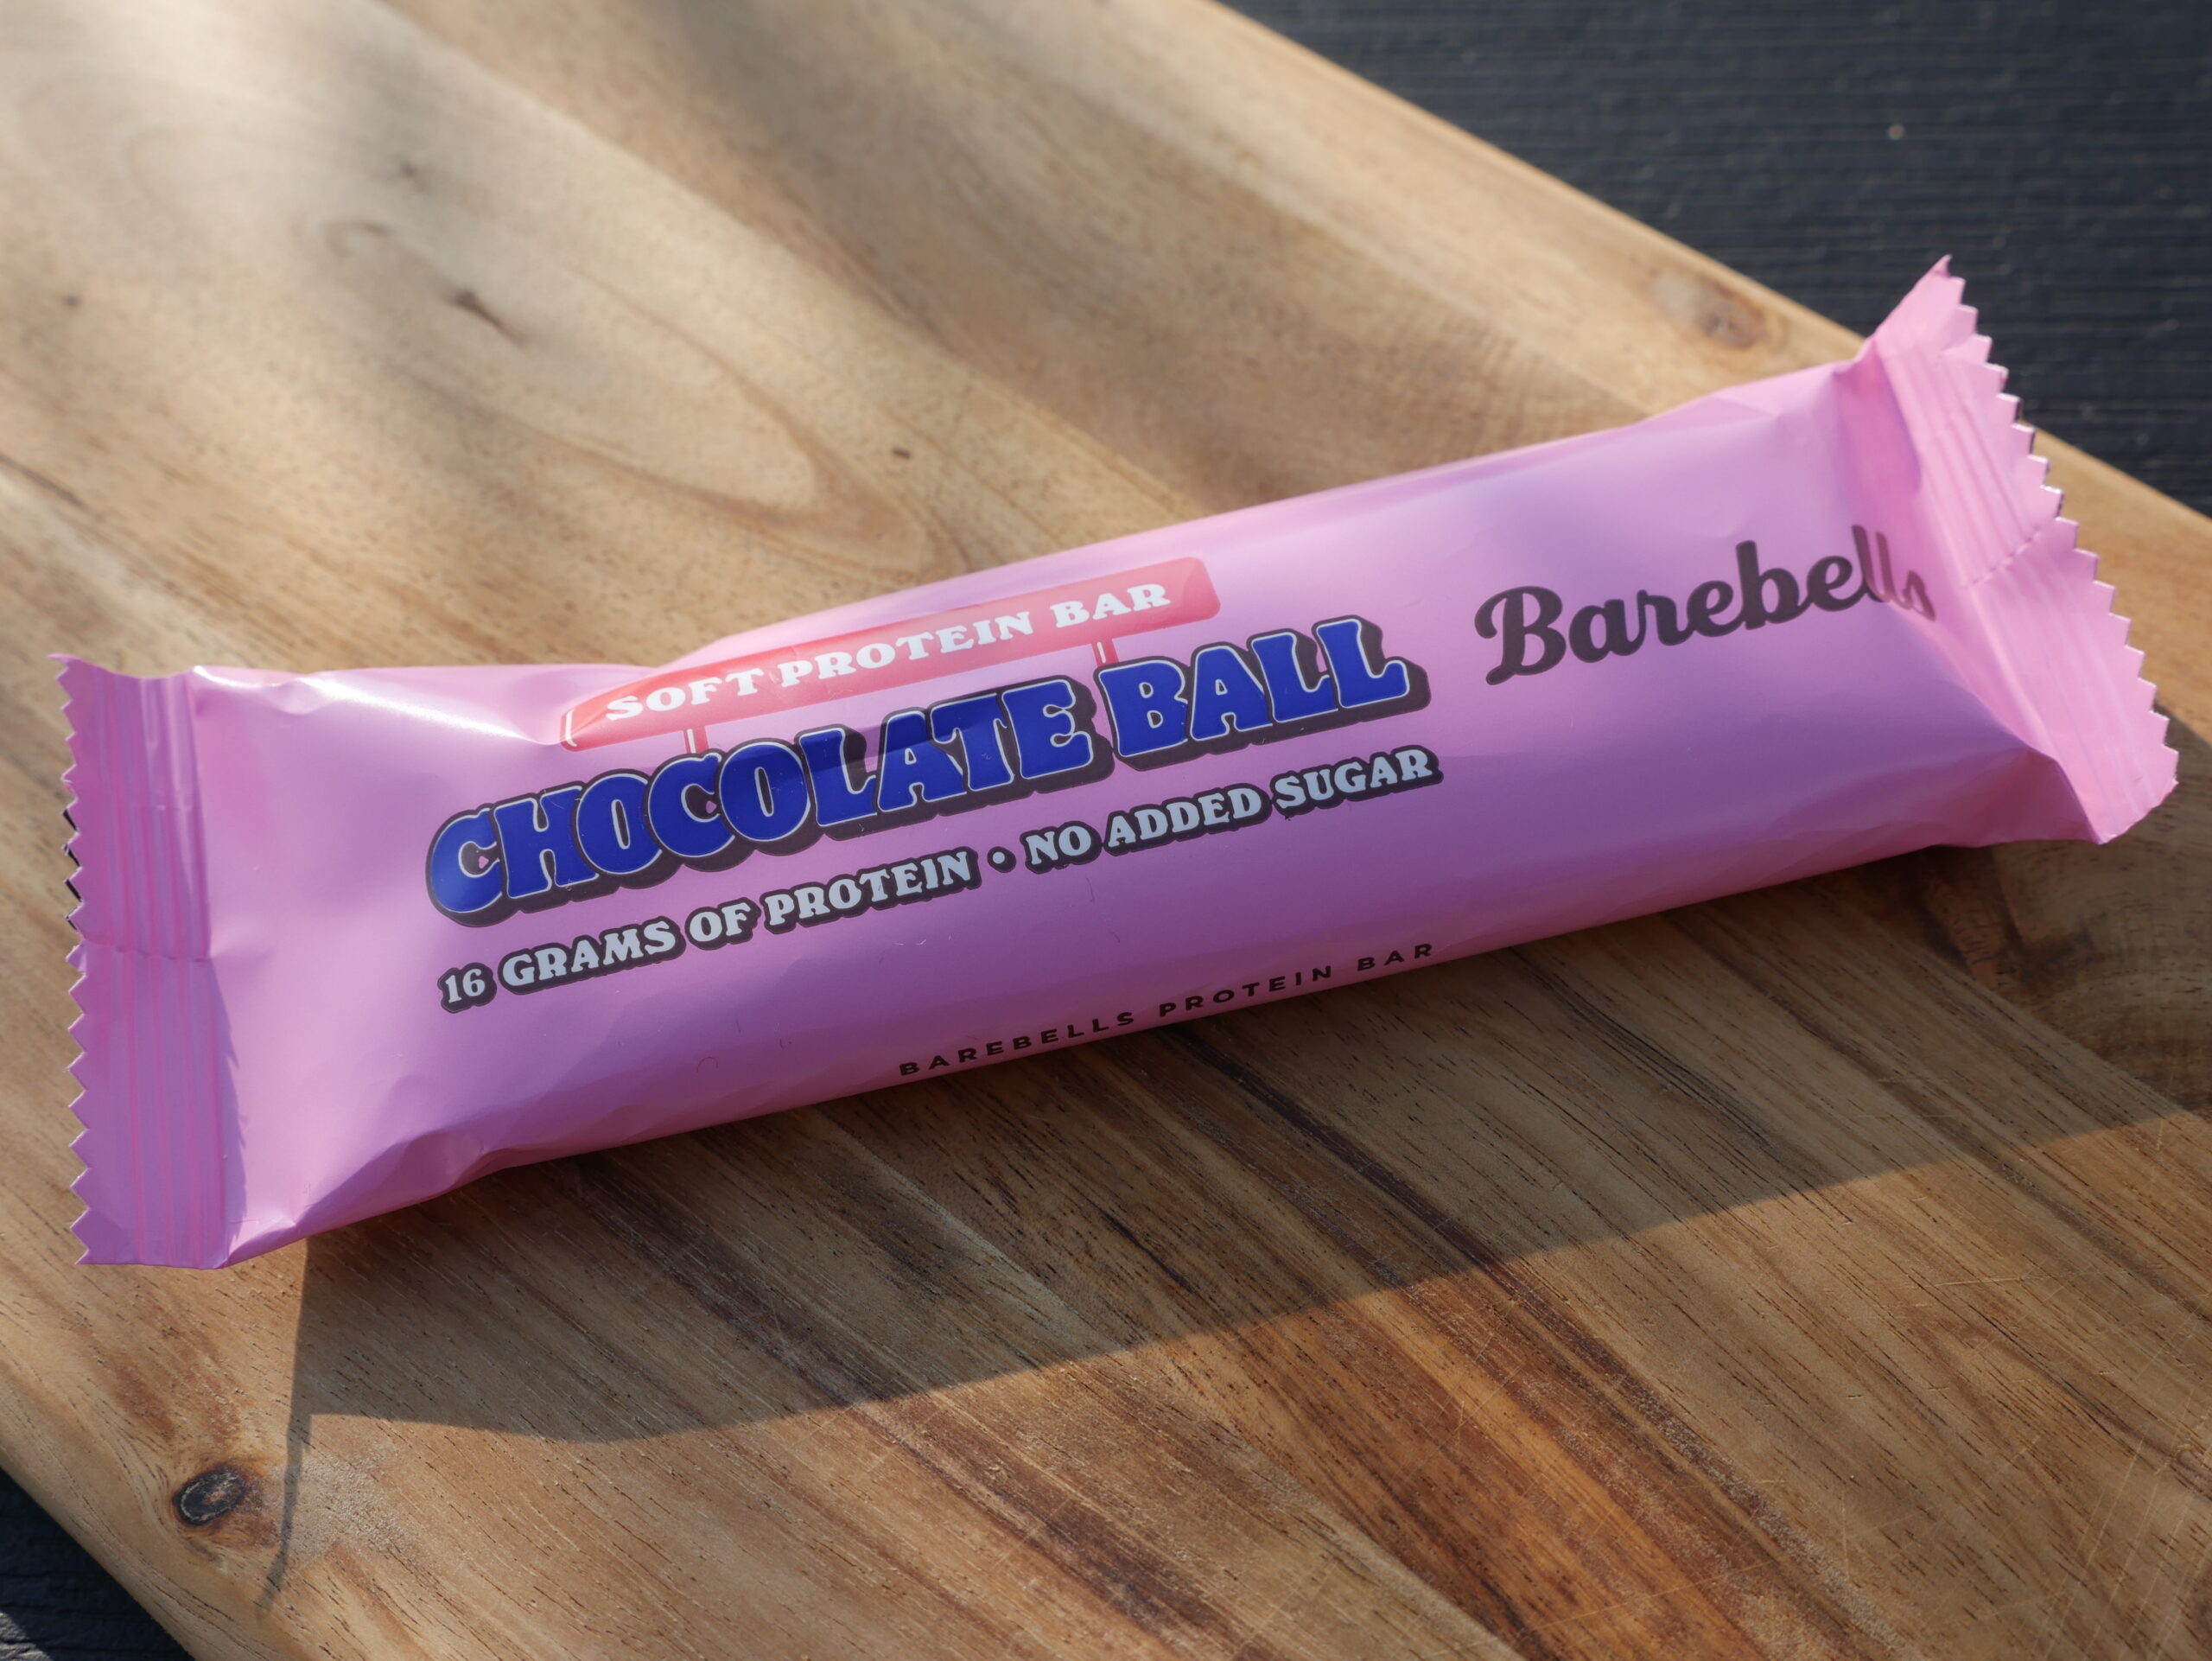 SOFT PROTEIN BAR
CHOCOLATE BALL
16 GRAMS OF PROTEIN • NO ADDED SUGAR
Barebells
BAREBELLS PROTEIN BAR